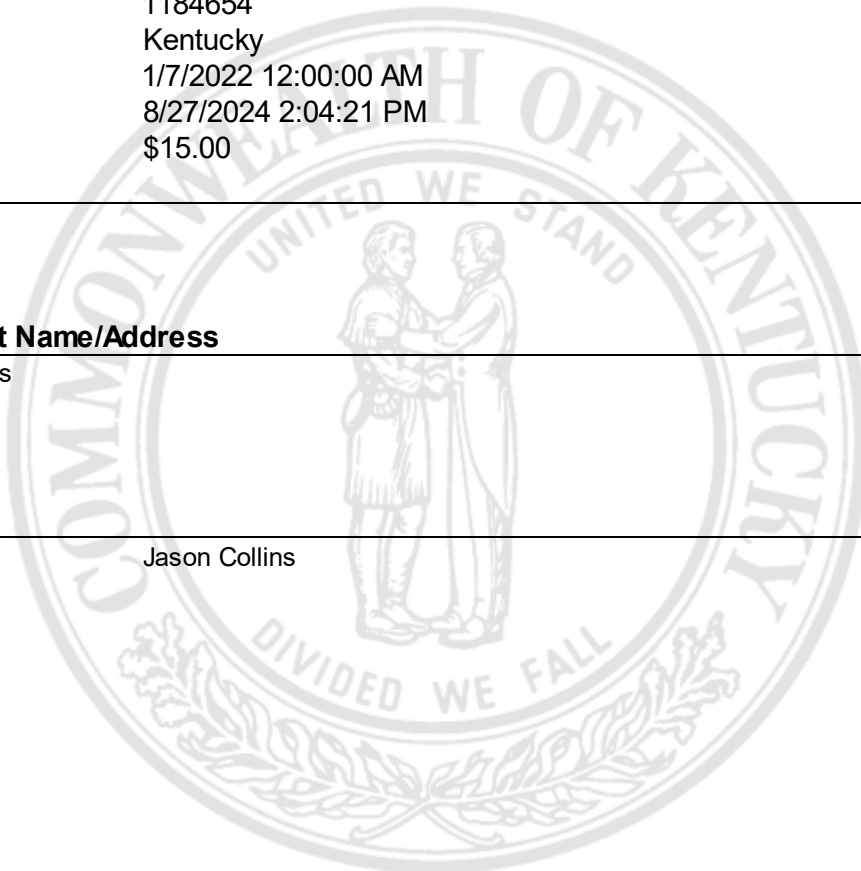 1184654
Kentucky
1/7/2022 12:00:00 AM
8/27/2024 2:04:21 PM
$15.00
COMMONWEALTH OF KENTUCKY
UNITED WE STAND
t Name/Address
s
Jason Collins
DIVIDED WE FALL